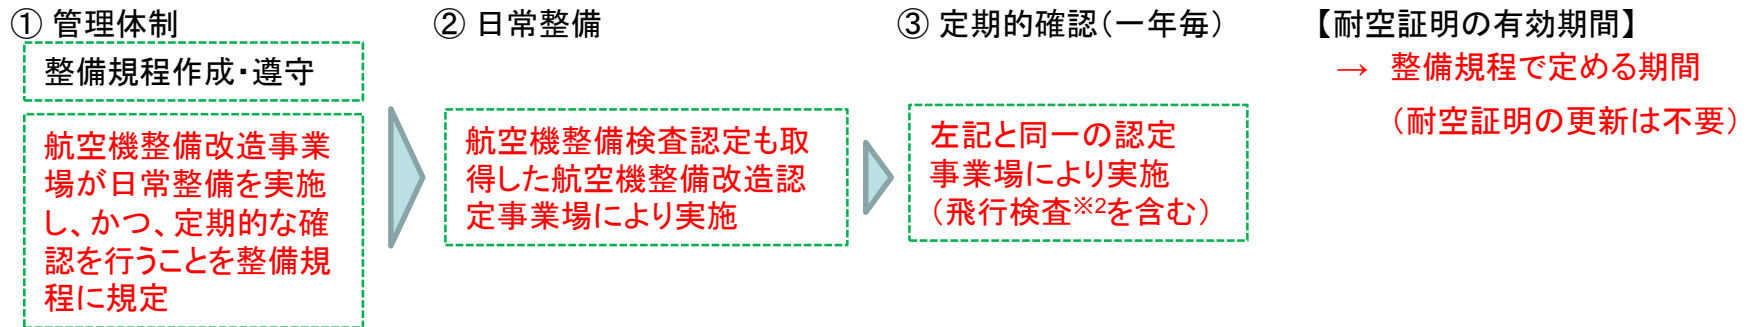 ① 管理体制
整備規程作成・遵守
航空機整備改造事業
場が日常整備を実施
し、かつ、定期的な確
認を行うことを整備規
程に規定
② 日常整備
航空機整備検査認定も取
得した航空機整備改造認
定事業場により実施
③ 定期的確認（一年毎）
左記と同一の認定
事業場により実施
（飛行検査※2を含む）
【耐空証明の有効期間】
→ 整備規程で定める期間
（耐空証明の更新は不要）